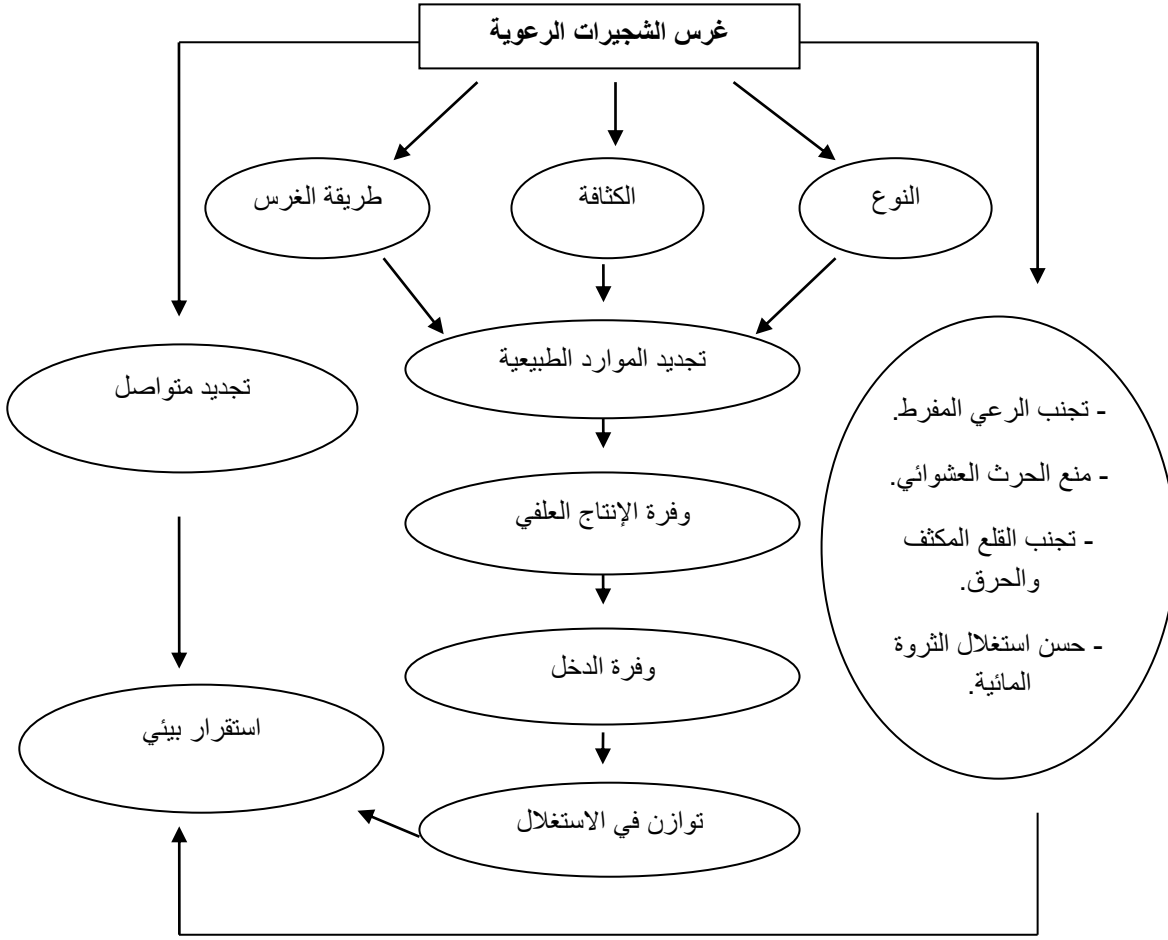 غرس الشجيرات الرعوية
النوع
الكثافة
طريقة الغرس
تجديد الموارد الطبيعية
تجديد متواصل
- تجنب الرعي المفرط.
- منع الحرث العشوائي.
- تجنب القلع المكثف
والحرق.
- حسن استغلال الثروة
المائية.
وفرة الإنتاج العلفي
وفرة الدخل
استقرار بيئي
توازن في الاستغلال